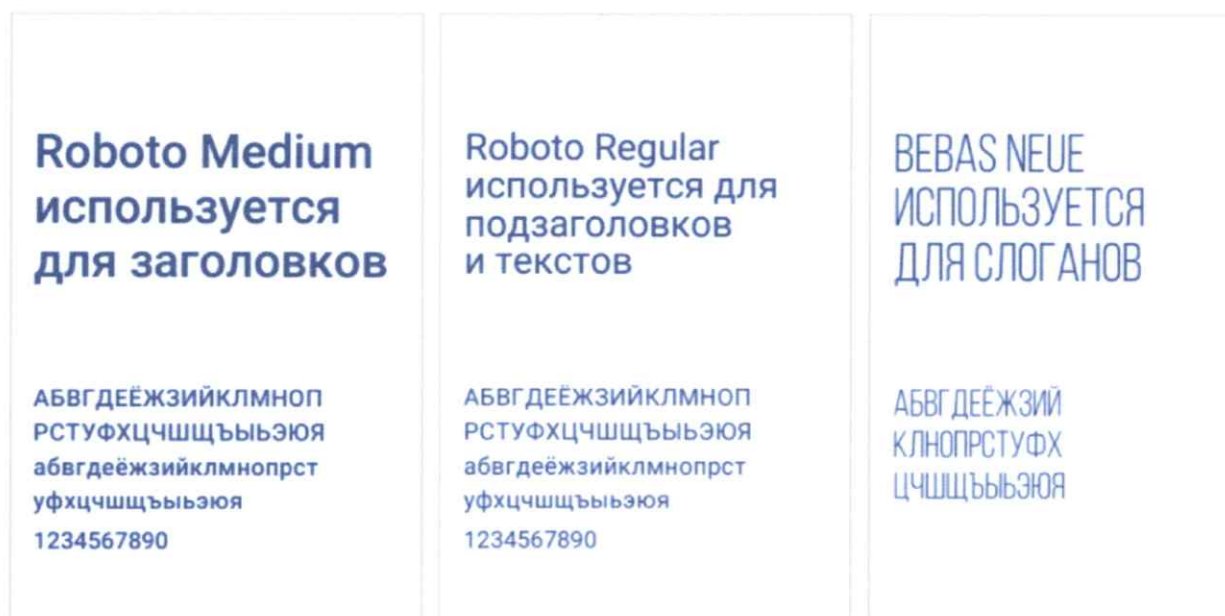 Roboto Medium
используется
для заголовков
АБВГДЕЁЖЗИЙКЛМНОП
РСТУФХЦЧШЩЪЫЬЭЮЯ
абвгдеёжзийклмнопрст
уфхцчшщъыьэюя
1234567890
Roboto Regular
используется для
подзаголовков
и текстов
АБВГДЕЁЖЗИЙКЛМНОП
РСТУФХЦЧШЩЪЫЬЭЮЯ
абвгдеёжзийклмнопрст
уфхцчшщъыьэюя
1234567890
BEBAS NEUE
ИСПОЛЬЗУЕТСЯ
ДЛЯ СЛОГАНОВ
АБВГДЕЁЖЗИЙ
КЛНОПРСТУФХ
ЦЧШЩЪЫЬЭЮЯ